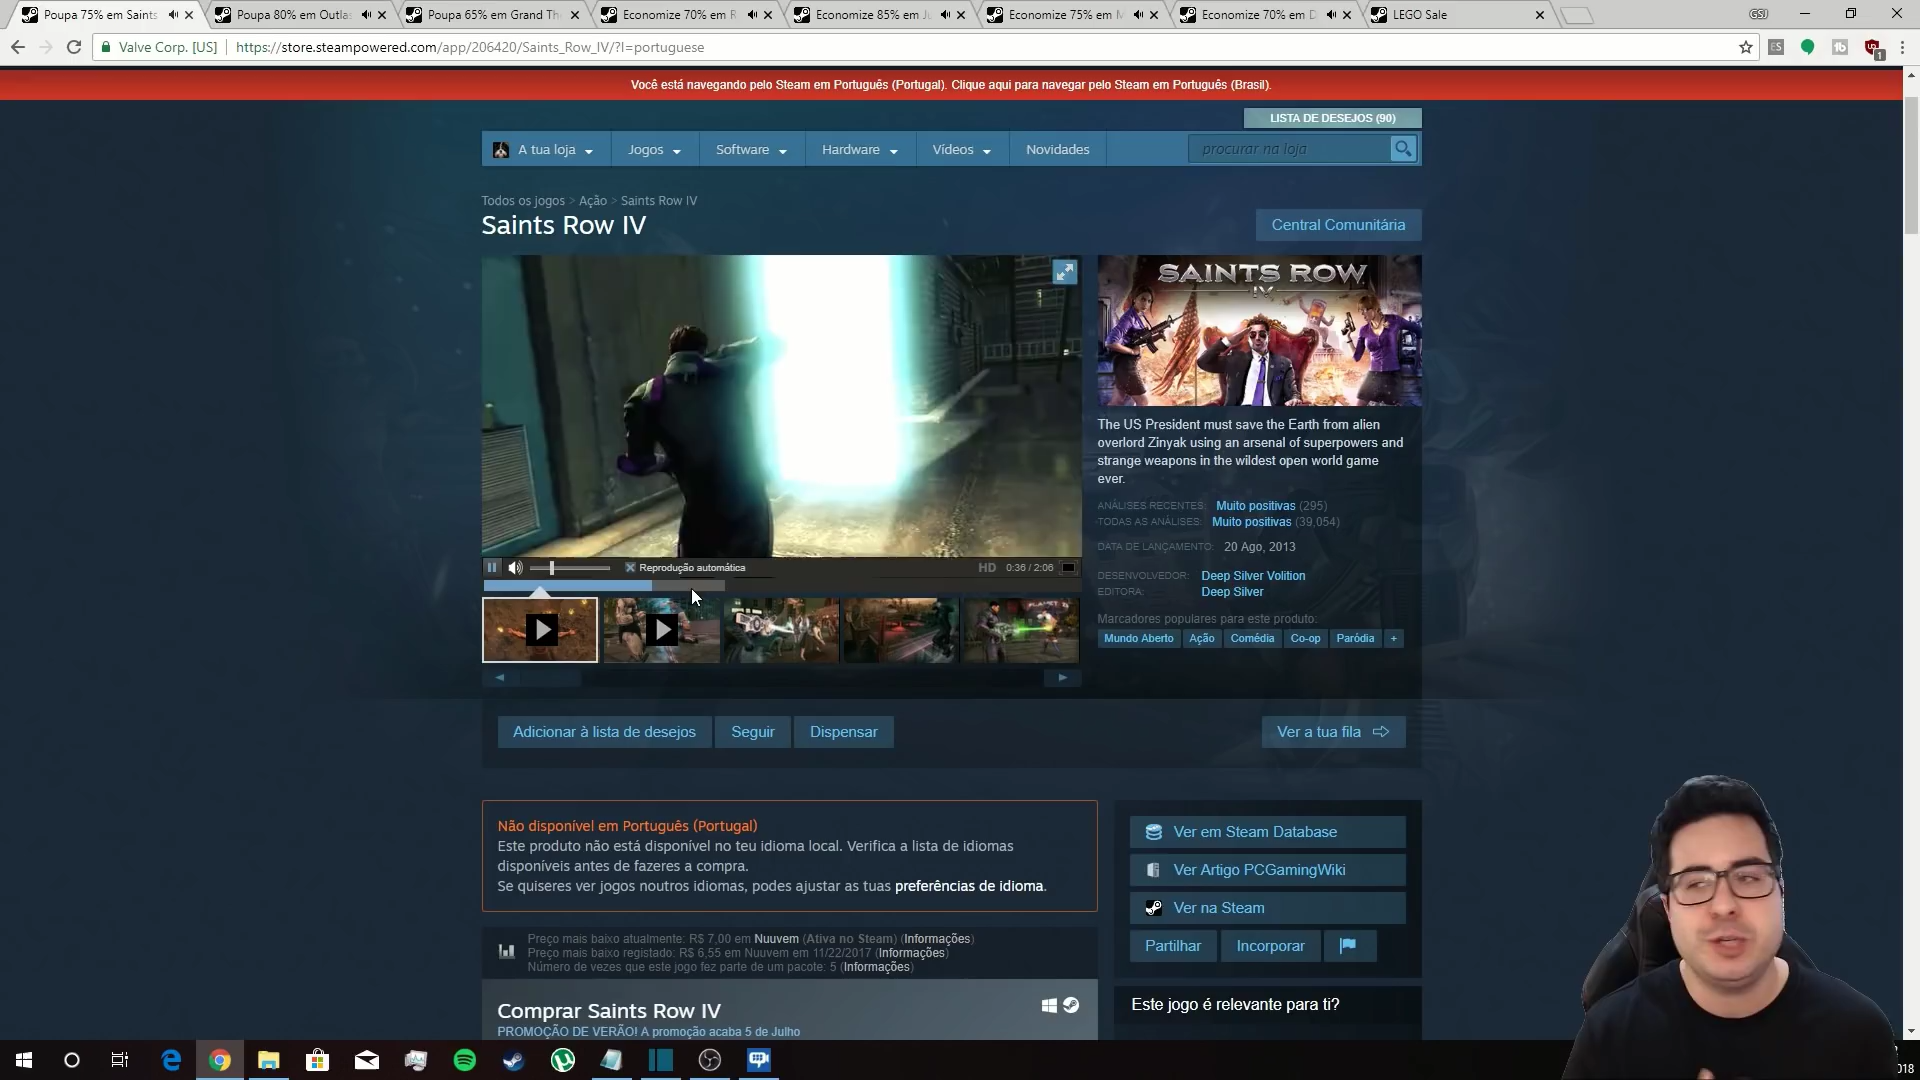 Poupa 75% em Saints
Poupa 80% em Outla
Poupa 65% em Grand Th
Economize 70% em R
Economize 85% em J
Economize 75% em M
Economize 70% em D
LEGO Sale
GSJ
Valve Corp. [US]
https://store.steampowered.com/app/206420/Saints_Row_IV/?l=portuguese
Você está navegando pelo Steam em Português (Portugal). Clique aqui para navegar pelo Steam em Português (Brasil).
LISTA DE DESEJOS (90)
A tua loja
Jogos
Software
Hardware
Vídeos
Novidades
procurar na loja
Todos os jogos > Ação > Saints Row IV
Saints Row IV
Central Comunitária
SAINTS ROW
IV
The US President must save the Earth from alien
overlord Zinyak using an arsenal of superpowers and
strange weapons in the wildest open world game
ever.
ANÁLISES RECENTES: Muito positivas (295)
TODAS AS ANÁLISES: Muito positivas (39,054)
DATA DE LANÇAMENTO: 20 Ago, 2013
DESENVOLVEDOR: Deep Silver Volition
EDITORA: Deep Silver
Marcadores populares para este produto:
Mundo Aberto
Ação
Comédia
Co-op
Paródia
+
Reprodução automática
HD
0:36 / 2:06
Adicionar à lista de desejos
Seguir
Dispensar
Ver a tua fila
Não disponível em Português (Portugal)
Este produto não está disponível no teu idioma local. Verifica a lista de idiomas
disponíveis antes de fazeres a compra.
Se quiseres ver jogos noutros idiomas, podes ajustar as tuas preferências de idioma.
Preço mais baixo atualmente: R$ 7,00 em Nuuvem (Ativa no Steam) (Informações)
Preço mais baixo registado: R$ 6,55 em Nuuvem em 11/22/2017 (Informações)
Número de vezes que este jogo fez parte de um pacote: 5 (Informações)
Comprar Saints Row IV
PROMOÇÃO DE VERÃO! A promoção acaba 5 de Julho
Ver em Steam Database
Ver Artigo PCGamingWiki
Ver na Steam
Partilhar
Incorporar
Este jogo é relevante para ti?
018